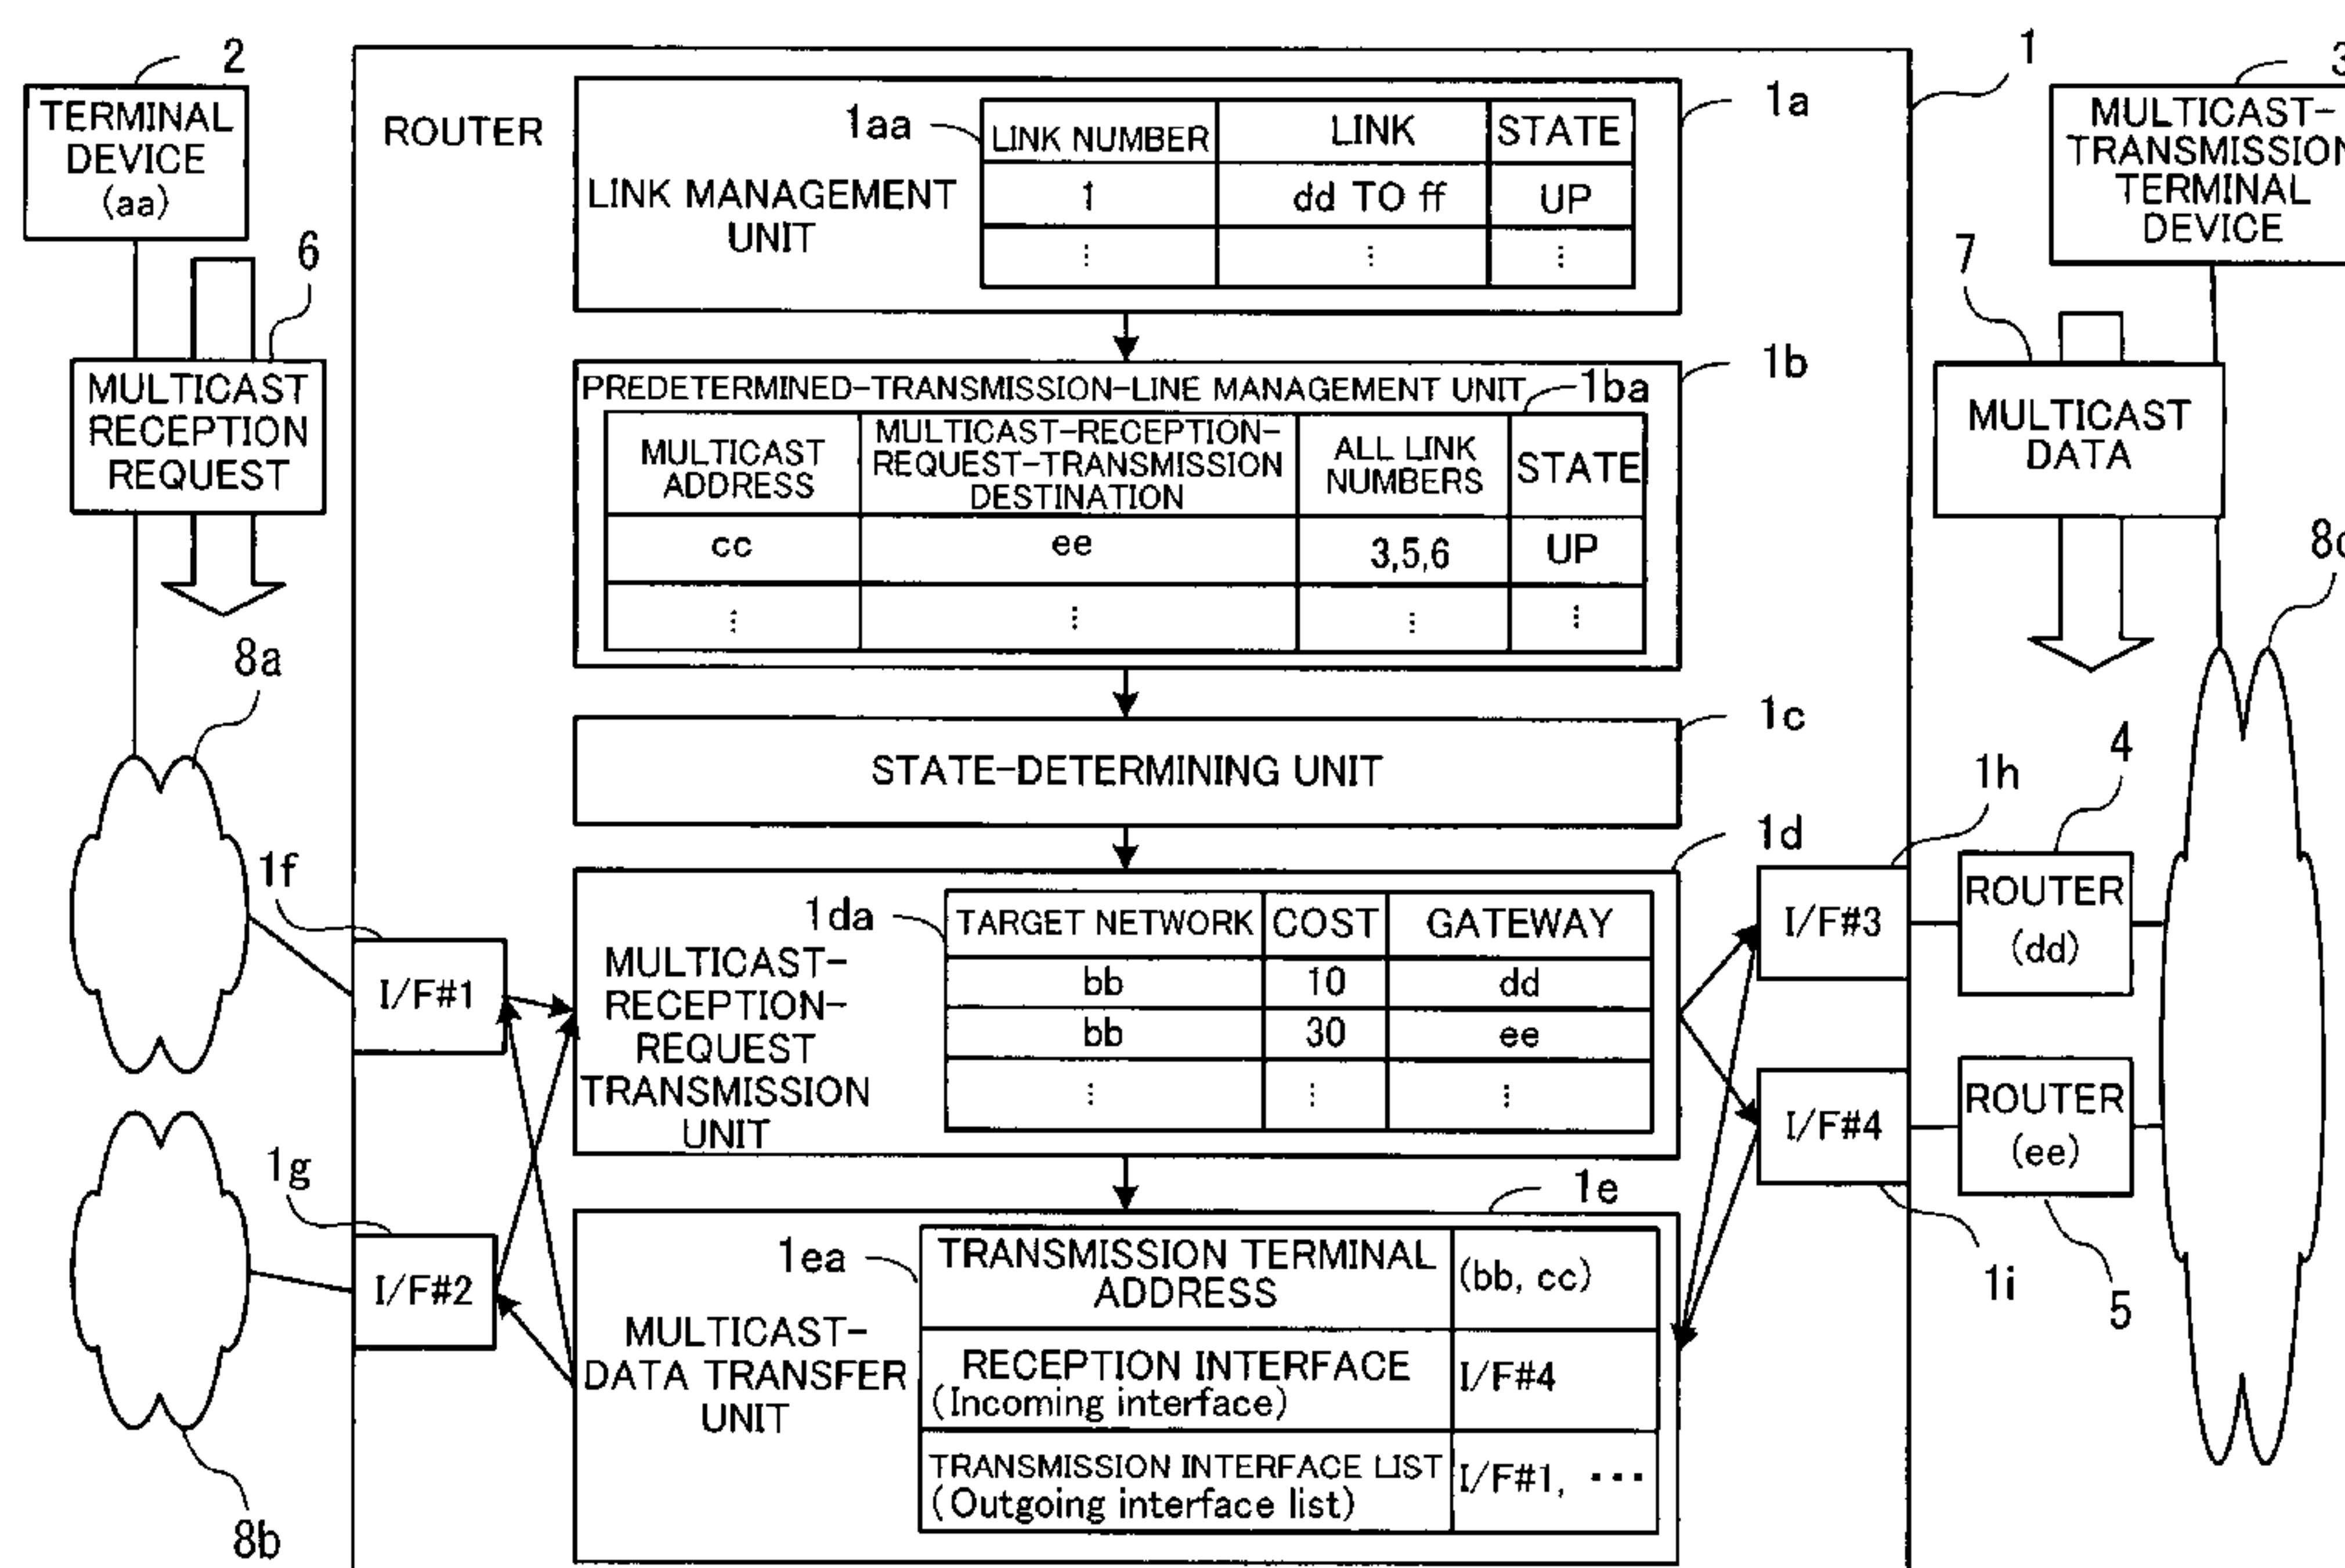 2
TERMINAL
DEVICE
(aa)
6
MULTICAST
RECEPTION
REQUEST
8a
1f
1g
8b
ROUTER
1
1a
1aa
LINK MANAGEMENT
UNIT
LINK NUMBER LINK STATE
1 dd TO ff UP
⋮ ⋮ ⋮
1b
PREDETERMINED-TRANSMISSION-LINE MANAGEMENT UNIT
1ba
MULTICAST
ADDRESS
MULTICAST-RECEPTION-
REQUEST-TRANSMISSION
DESTINATION
ALL LINK
NUMBERS
STATE
cc ee 3,5,6 UP
⋮ ⋮ ⋮ ⋮
1c
STATE-DETERMINING UNIT
1d
1da
MULTICAST-
RECEPTION-
REQUEST
TRANSMISSION
UNIT
TARGET NETWORK COST GATEWAY
bb 10 dd
bb 30 ee
⋮ ⋮ ⋮
I/F#1
I/F#2
1e
1ea
MULTICAST-
DATA TRANSFER
UNIT
TRANSMISSION TERMINAL
ADDRESS
(bb, cc)
RECEPTION INTERFACE
(Incoming interface)
I/F#4
TRANSMISSION INTERFACE LIST
(Outgoing interface list)
I/F#1, ···
3
MULTICAST-
TRANSMISSION
TERMINAL
DEVICE
7
MULTICAST
DATA
1h
I/F#3
4
ROUTER
(dd)
I/F#4
1i
ROUTER
(ee)
5